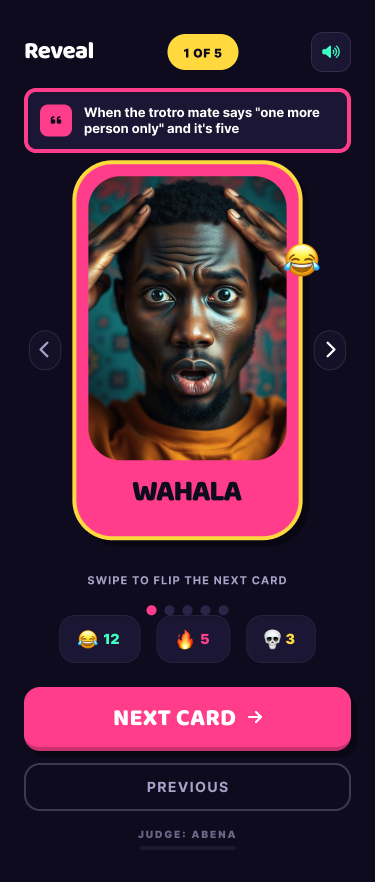 Reveal
1 OF 5
When the trotro mate says "one more
person only" and it's five
WAHALA
SWIPE TO FLIP THE NEXT CARD
😂 12
🔥 5
💀 3
NEXT CARD →
PREVIOUS
JUDGE: ABENA